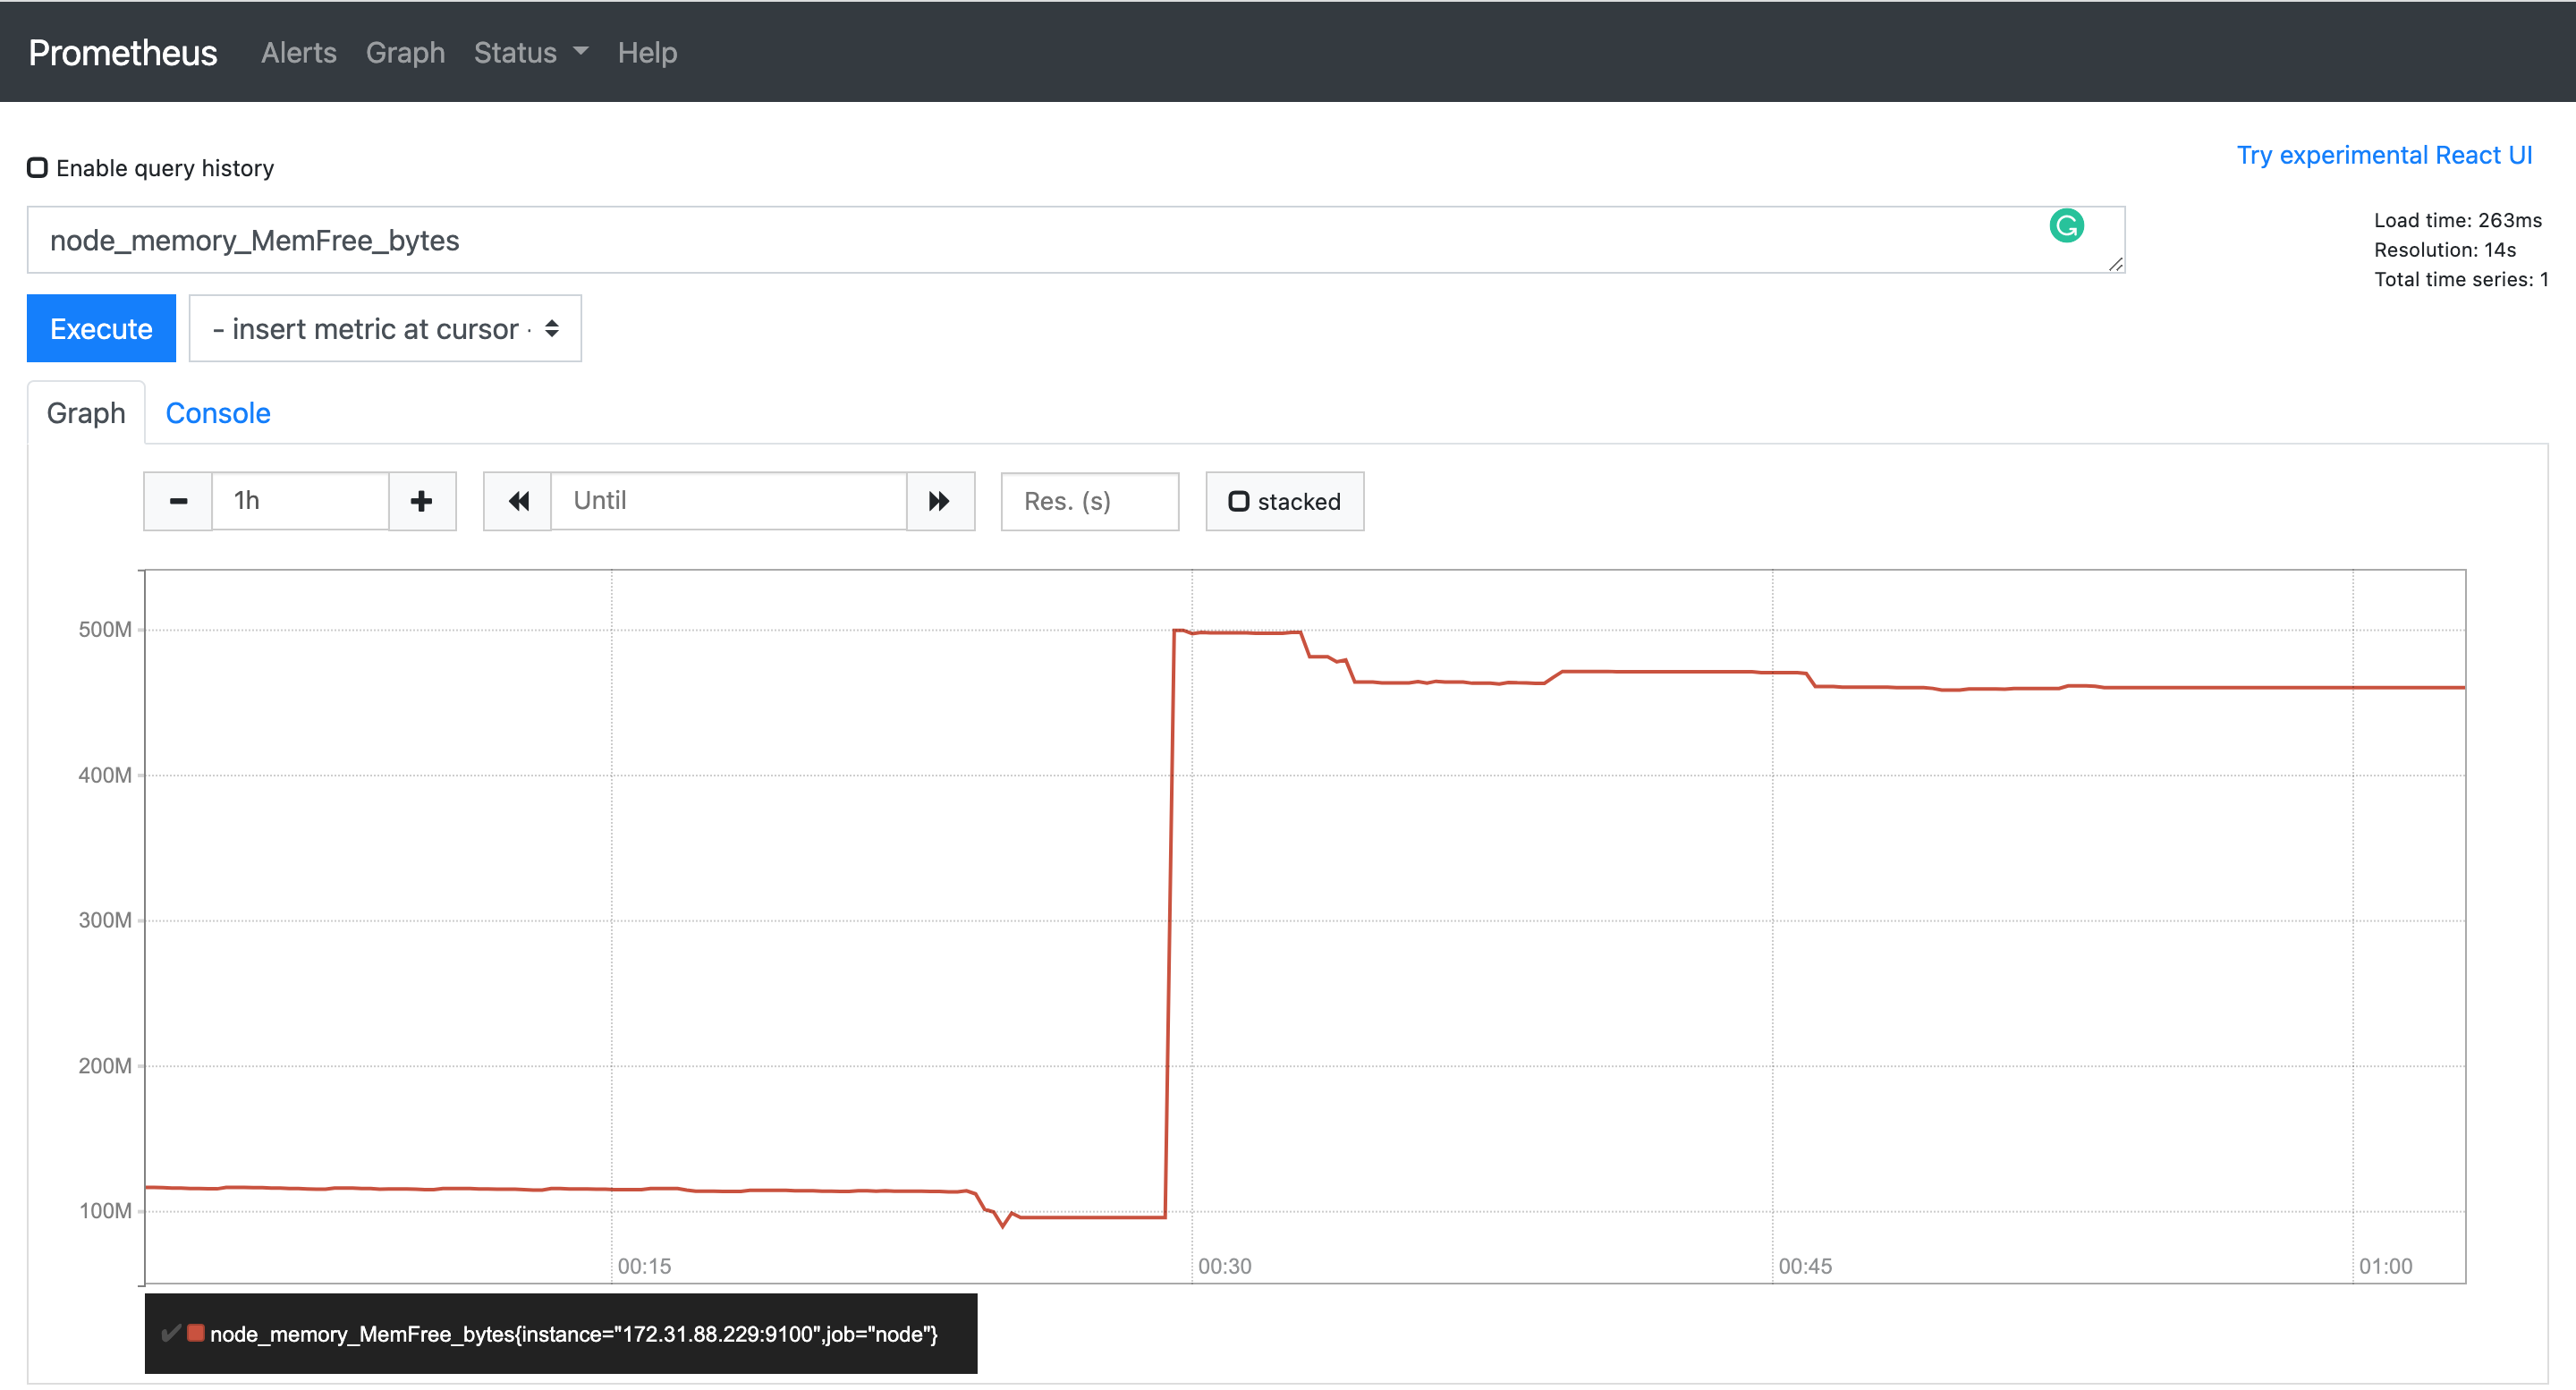 Prometheus Alerts Graph Status Help
Try experimental React UI
Enable query history
node_memory_MemFree_bytes
Load time: 263ms
Resolution: 14s
Total time series: 1
Execute - insert metric at cursor -
Graph Console
1h Until Res. (s) stacked
500M
400M
300M
200M
100M
00:15 00:30 00:45 01:00
node_memory_MemFree_bytes{instance="172.31.88.229:9100",job="node"}